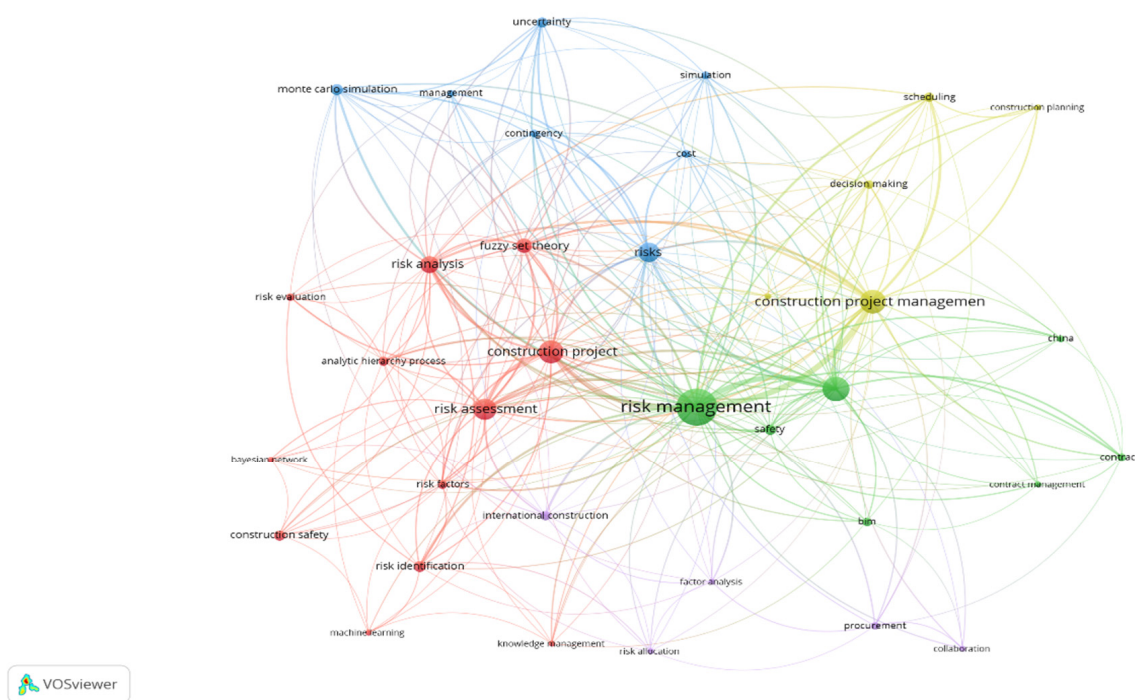 uncertainty
simulation
monte carlo simulation
management
scheduling
construction planning
contingency
cost
decision making
fuzzy set theory
risks
risk analysis
risk evaluation
construction project managemen
china
construction project
analytic hierarchy process
risk management
risk assessment
safety
contrac
bayesian network
risk factors
contract management
international construction
bim
construction safety
risk identification
factor analysis
procurement
machine learning
knowledge management
risk allocation
collaboration
VOSviewer